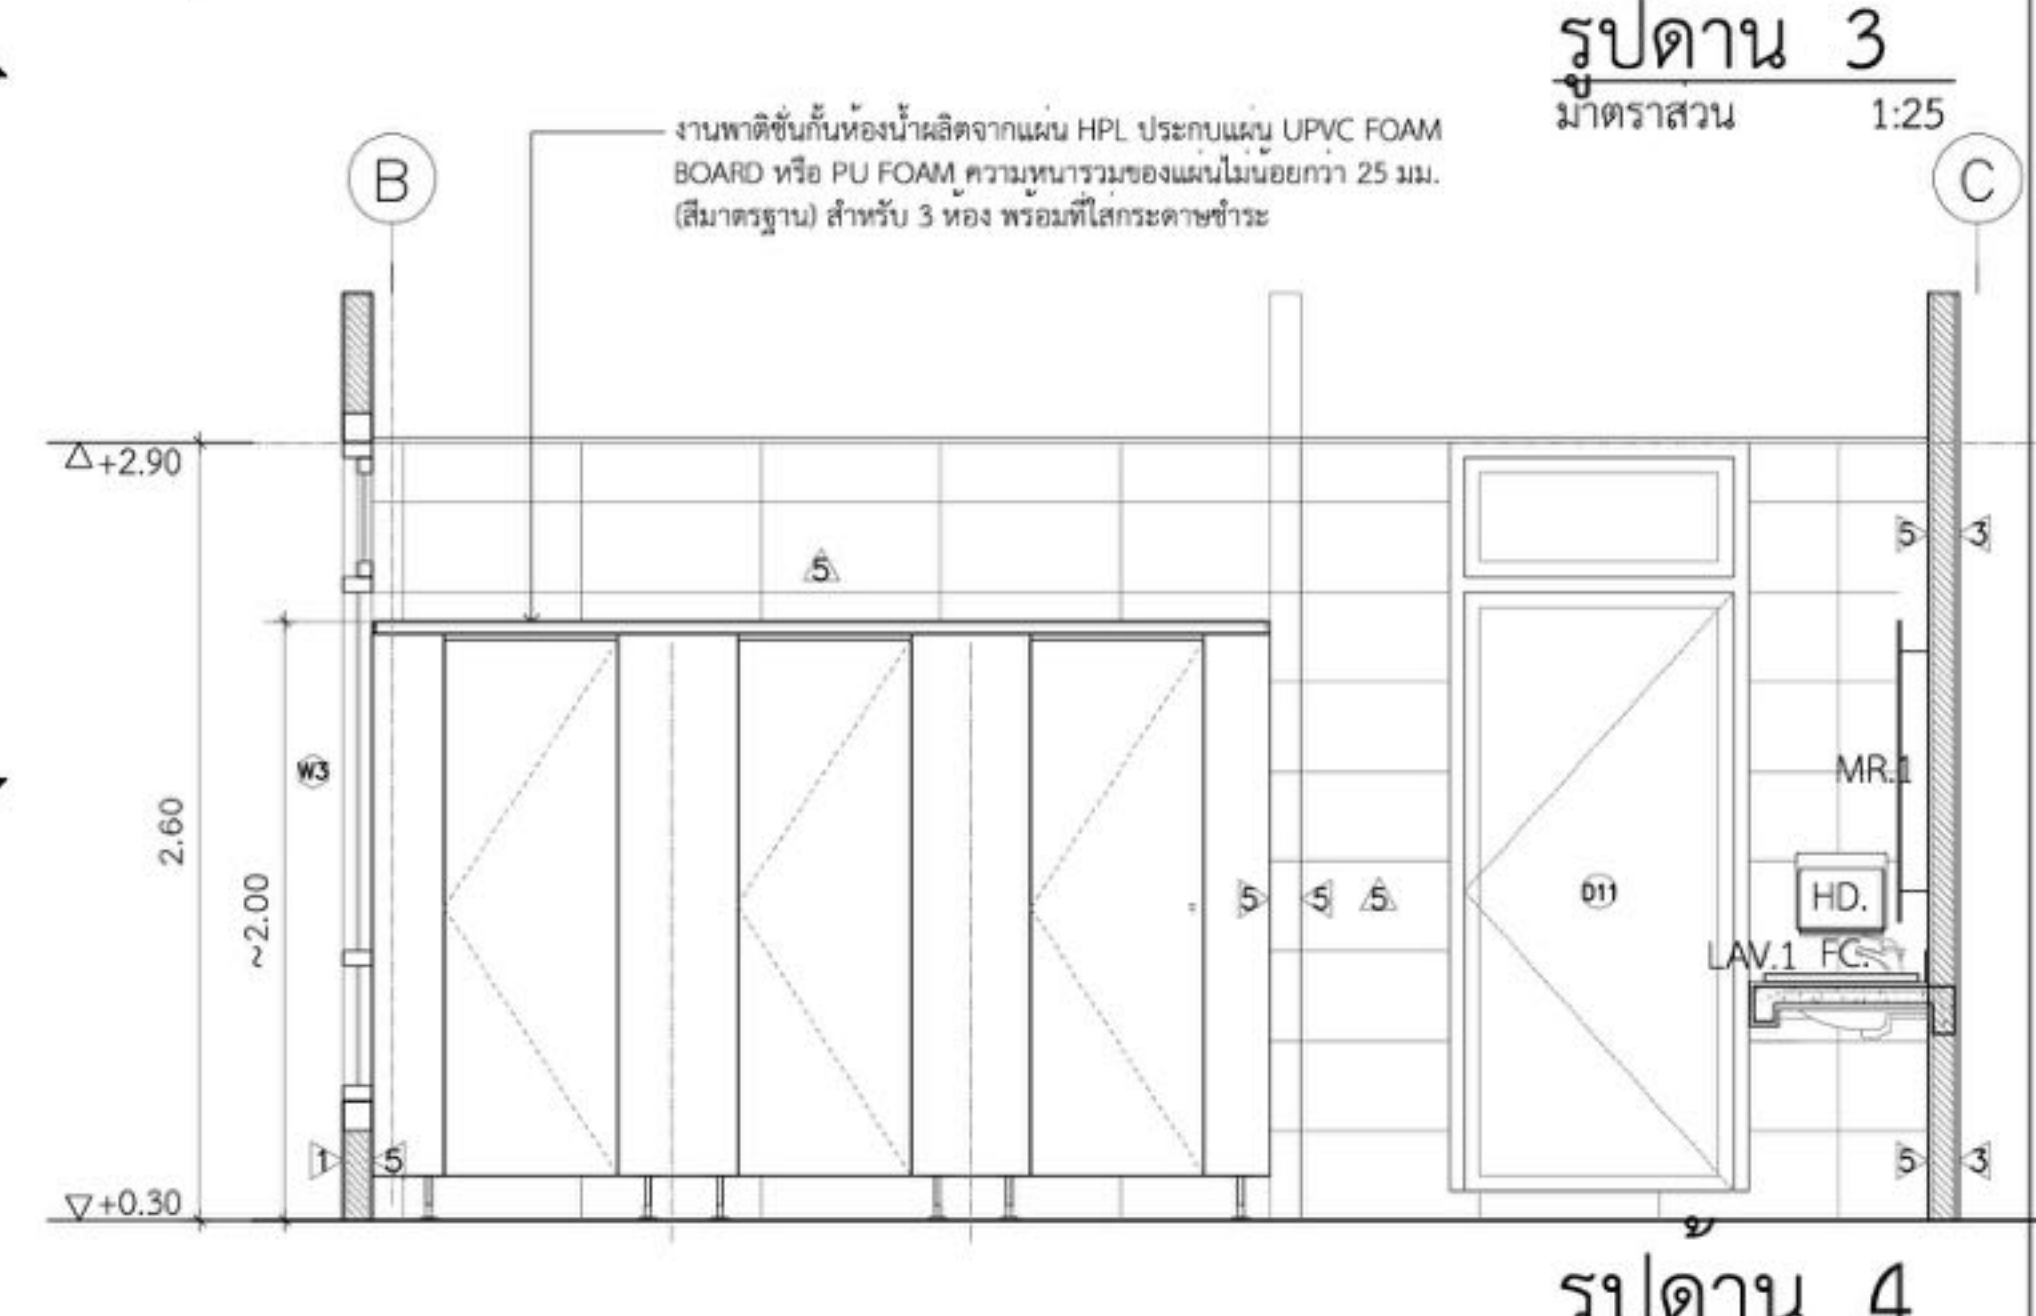 รูปด้าน 3
มาตราส่วน 1:25
B
C
งานพาติชั่นกั้นห้องน้ำผลิตจากแผ่น HPL ประกบแผ่น UPVC FOAM
BOARD หรือ PU FOAM ความหนารวมของแผ่นไม่น้อยกว่า 25 มม.
(สีมาตรฐาน) สำหรับ 3 ห้อง พร้อมที่ใส่กระดาษชำระ
+2.90
5
5 3
W3
MR.1
2.60
~2.00
5 5 5
D11
HD.
LAV.1 FC.
1 5
5 3
+0.30
รูปด้าน 4